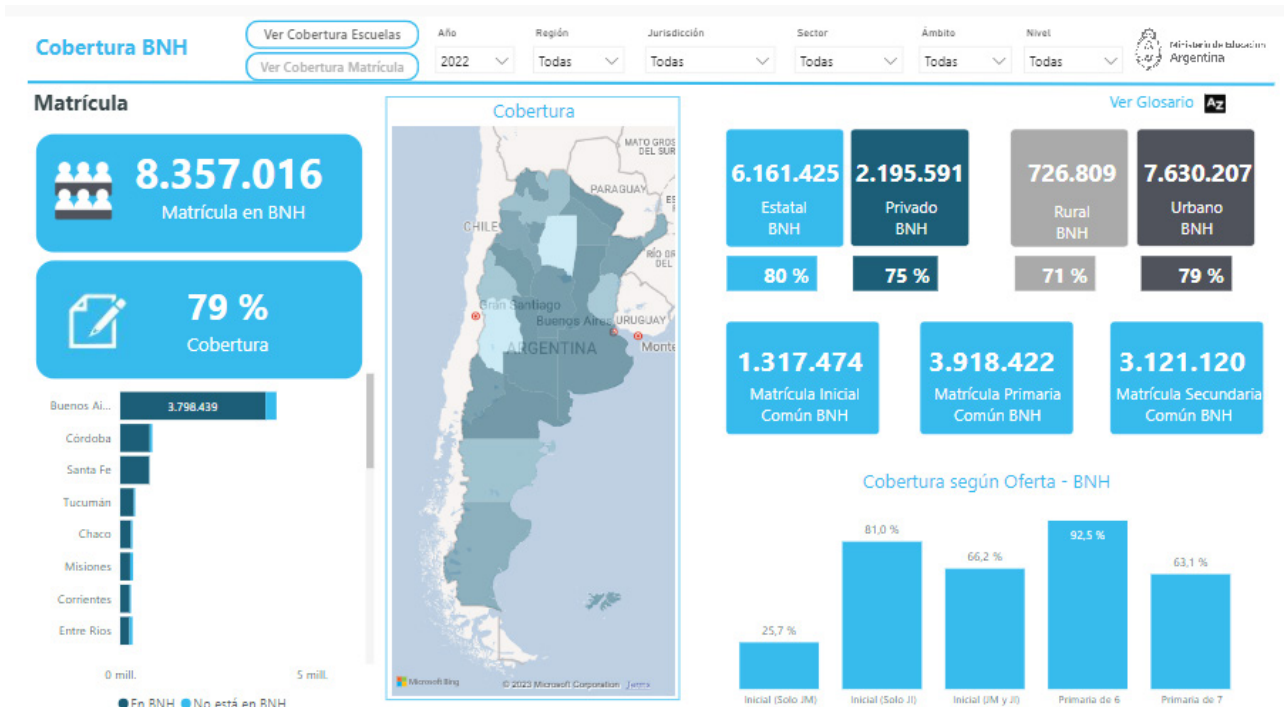 Cobertura BNH
Ver Cobertura Escuelas
Ver Cobertura Matrícula
Año
2022
Región
Todas
Jurisdicción
Todas
Sector
Todas
Ámbito
Todas
Nivel
Todas
Ministerio de Educación
Argentina
Matrícula
8.357.016
Matrícula en BNH
79 %
Cobertura
Buenos Ai...
3.798.439
Córdoba
Santa Fe
Tucumán
Chaco
Misiones
Corrientes
Entre Ríos
0 mill.
5 mill.
En BNH
No está en BNH
Cobertura
MATO GROS
DEL SUR
PARAGUAY
CHILE
RÍO GR
DEL
Gran Santiago
Buenos Aires
URUGUAY
ARGENTINA
Monte
Microsoft Bing
© 2023 Microsoft Corporation
Terms
Ver Glosario
AZ
6.161.425
Estatal
BNH
80 %
2.195.591
Privado
BNH
75 %
726.809
Rural
BNH
71 %
7.630.207
Urbano
BNH
79 %
1.317.474
Matrícula Inicial
Común BNH
3.918.422
Matrícula Primaria
Común BNH
3.121.120
Matrícula Secundaria
Común BNH
Cobertura según Oferta - BNH
25,7 %
81,0 %
66,2 %
92,5 %
63,1 %
Inicial (Solo JM)
Inicial (Solo JI)
Inicial (JM y JI)
Primaria de 6
Primaria de 7